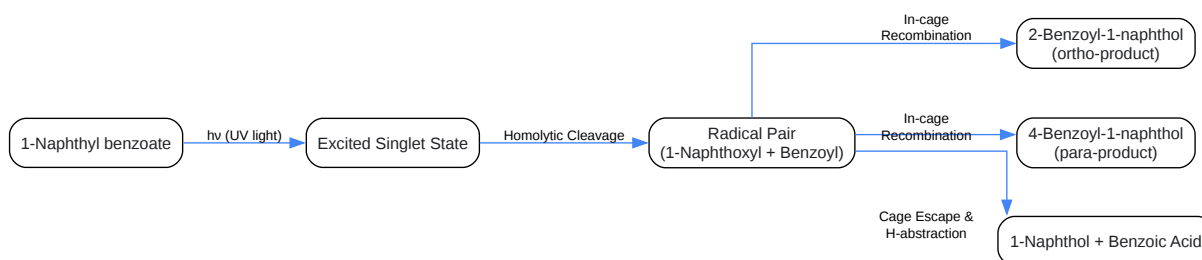 In-cage
Recombination
2-Benzoyl-1-naphthol
(ortho-product)
1-Naphthyl benzoate
hν (UV light)
Excited Singlet State
Homolytic Cleavage
Radical Pair
(1-Naphthoxyl + Benzoyl)
In-cage
Recombination
4-Benzoyl-1-naphthol
(para-product)
Cage Escape &
H-abstraction
1-Naphthol + Benzoic Acid